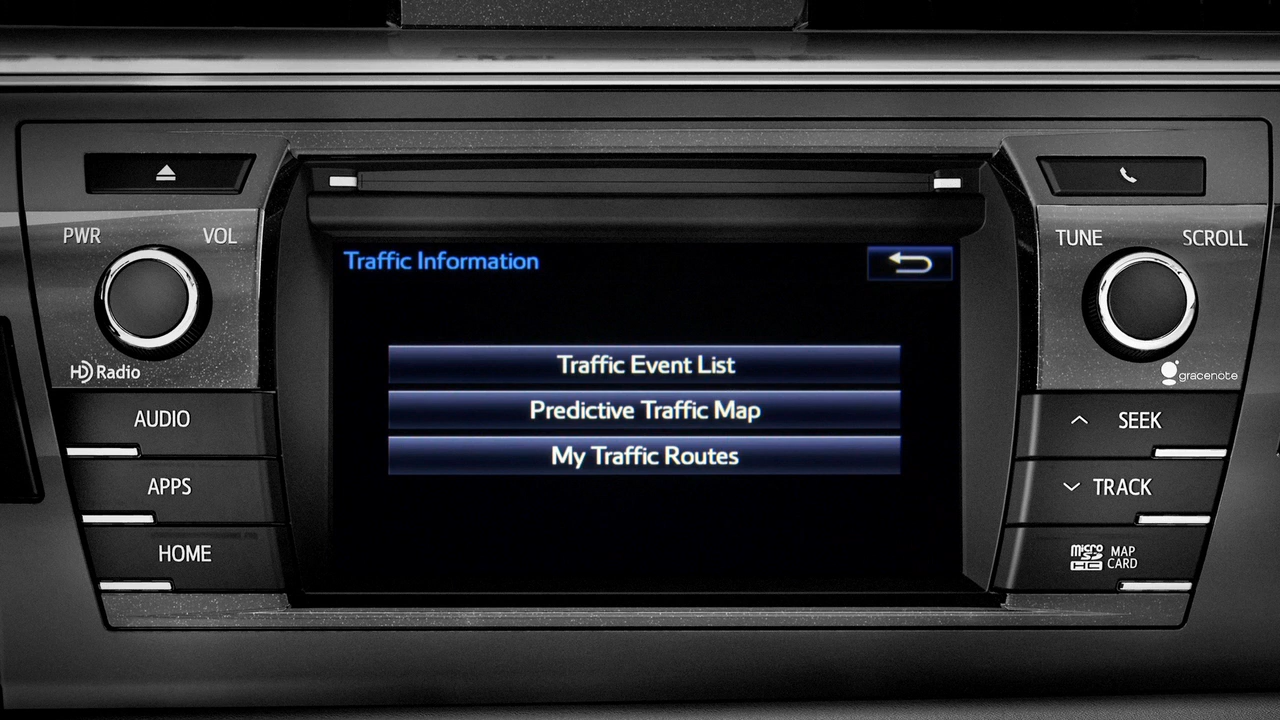 PWR VOL
HD Radio
AUDIO
APPS
HOME
Traffic Information
Traffic Event List
Predictive Traffic Map
My Traffic Routes
TUNE SCROLL
gracenote
SEEK
TRACK
micro SD HC
MAP
CARD